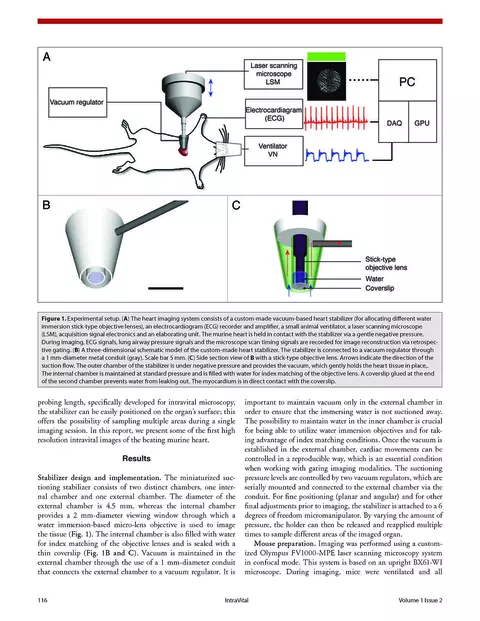 A
Laser scanning
microscope
LSM
PC
Vacuum regulator
Electrocardiagram
(ECG)
DAQ
GPU
Ventilator
VN
B
C
Stick-type
objective lens
Water
Coverslip
Figure 1. Experimental setup. (A) The heart imaging system consists of a custom-made vacuum-based heart stabilizer (for allocating different water
immersion stick-type objective lenses), an electrocardiogram (ECG) recorder and amplifier, a small animal ventilator, a laser scanning microscope
(LSM), acquisition signal electronics and an elaborating unit. The murine heart is held in contact with the stabilizer via a gentle negative pressure.
During imaging, ECG signals, lung airway pressure signals and the microscope scan timing signals are recorded for image reconstruction via retrospec-
tive gating. (B) A three-dimensional schematic model of the custom-made heart stabilizer. The stabilizer is connected to a vacuum regulator through
a 1 mm-diameter metal conduit (gray). Scale bar 5 mm. (C) Side section view of B with a stick-type objective lens. Arrows indicate the direction of the
suction flow. The outer chamber of the stabilizer is under negative pressure and provides the vacuum, which gently holds the heart tissue in place,.
The internal chamber is maintained at standard pressure and is filled with water for index matching of the objective lens. A coverslip glued at the end
of the second chamber prevents water from leaking out. The myocardium is in direct contact with the coverslip.
probing length, specifically developed for intravital microscopy,
the stabilizer can be easily positioned on the organ's surface; this
offers the possibility of sampling multiple areas during a single
imaging session. In this report, we present some of the first high
resolution intravital images of the beating murine heart.
Results
Stabilizer design and implementation. The miniaturized suc-
tioning stabilizer consists of two distinct chambers, one inter-
nal chamber and one external chamber. The diameter of the
external chamber is 4.5 mm, whereas the internal chamber
provides a 2 mm-diameter viewing window through which a
water immersion-based micro-lens objective is used to image
the tissue (Fig. 1). The internal chamber is also filled with water
for index matching of the objective lenses and is sealed with a
thin coverslip (Fig. 1B and C). Vacuum is maintained in the
external chamber through the use of a 1 mm-diameter conduit
that connects the external chamber to a vacuum regulator. It is
important to maintain vacuum only in the external chamber in
order to ensure that the immersing water is not suctioned away.
The possibility to maintain water in the inner chamber is crucial
for being able to utilize water immersion objectives and for tak-
ing advantage of index matching conditions. Once the vacuum is
established in the external chamber, cardiac movements can be
controlled in a reproducible way, which is an essential condition
when working with gating imaging modalities. The suctioning
pressure levels are controlled by two vacuum regulators, which are
serially mounted and connected to the external chamber via the
conduit. For fine positioning (planar and angular) and for other
final adjustments prior to imaging, the stabilizer is attached to a 6
degrees of freedom micromanipulator. By varying the amount of
pressure, the holder can then be released and reapplied multiple
times to sample different areas of the imaged organ.
Mouse preparation. Imaging was performed using a custom-
ized Olympus FV1000-MPE laser scanning microscopy system
in confocal mode. This system is based on an upright BX61-WI
microscope. During imaging, mice were ventilated and all
116
IntraVital
Volume 1 Issue 2